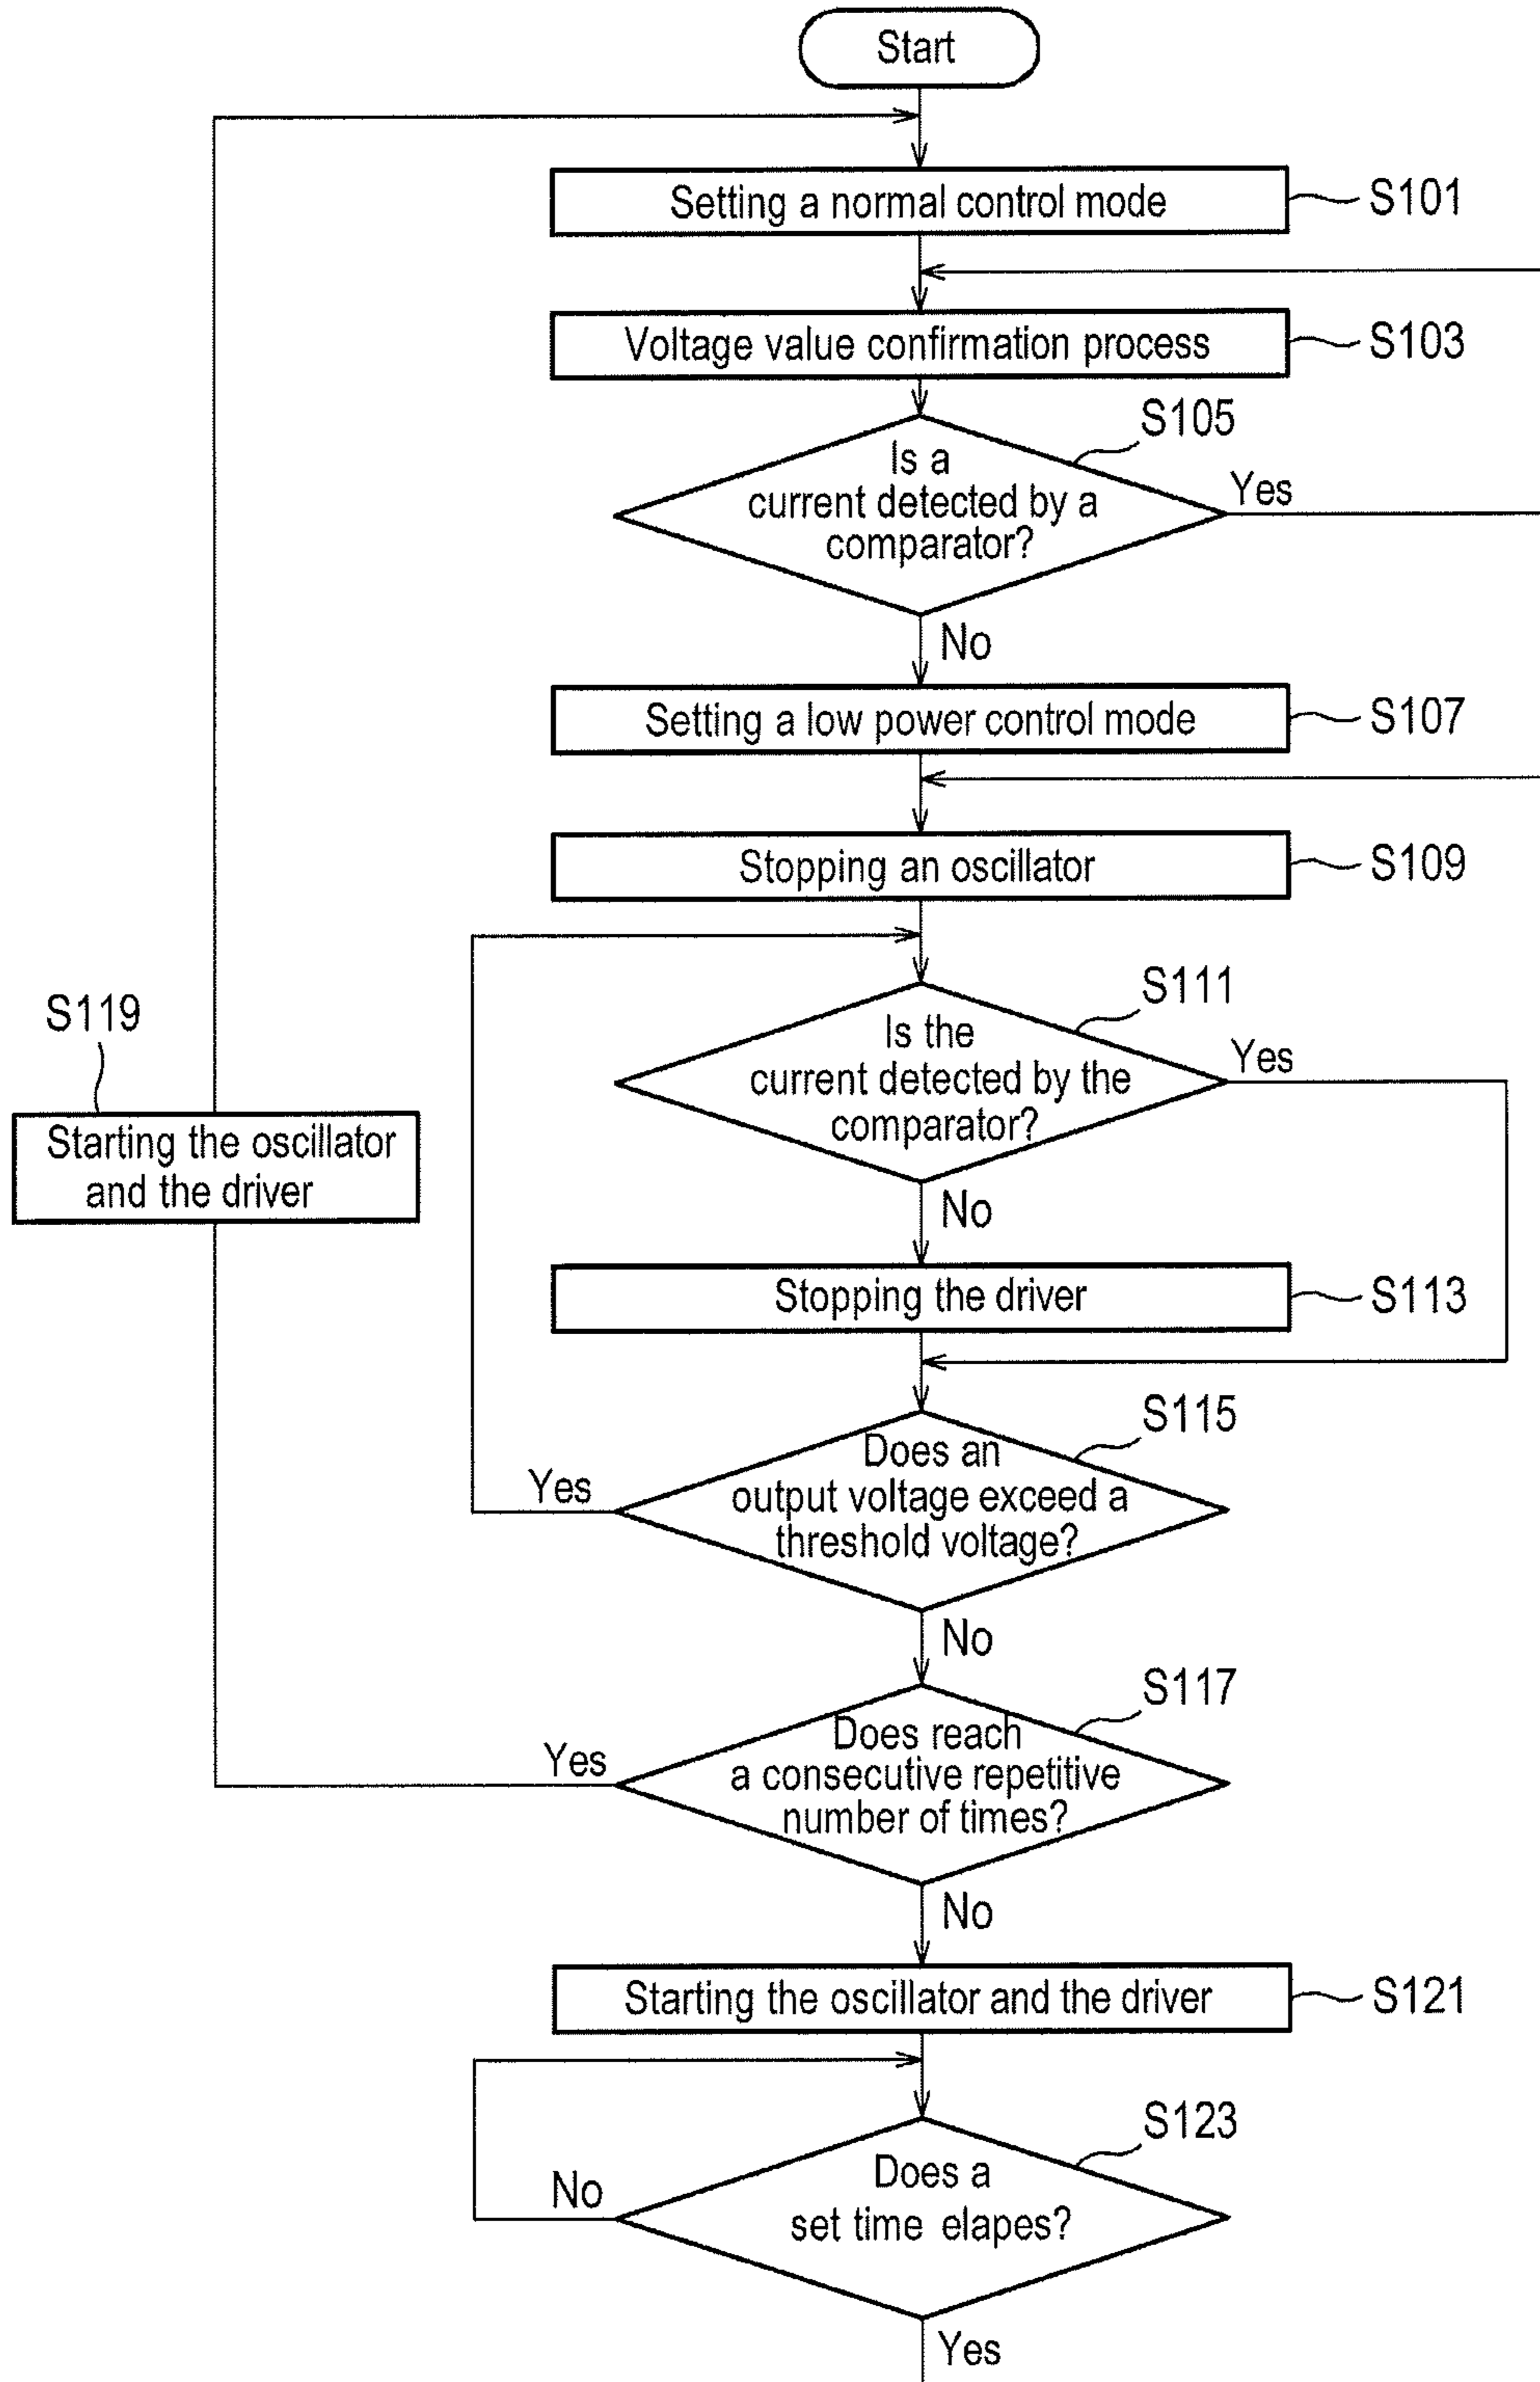 Start
Setting a normal control mode
S101
Voltage value confirmation process
S103
S105
Is a
current detected by a
comparator?
Yes
No
Setting a low power control mode
S107
Stopping an oscillator
S109
S111
Is the
current detected by the
comparator?
Yes
No
S119
Starting the oscillator
and the driver
Stopping the driver
S113
S115
Does an
output voltage exceed a
threshold voltage?
Yes
No
S117
Does reach
a consecutive repetitive
number of times?
Yes
No
Starting the oscillator and the driver
S121
S123
Does a
set time elapes?
No
Yes